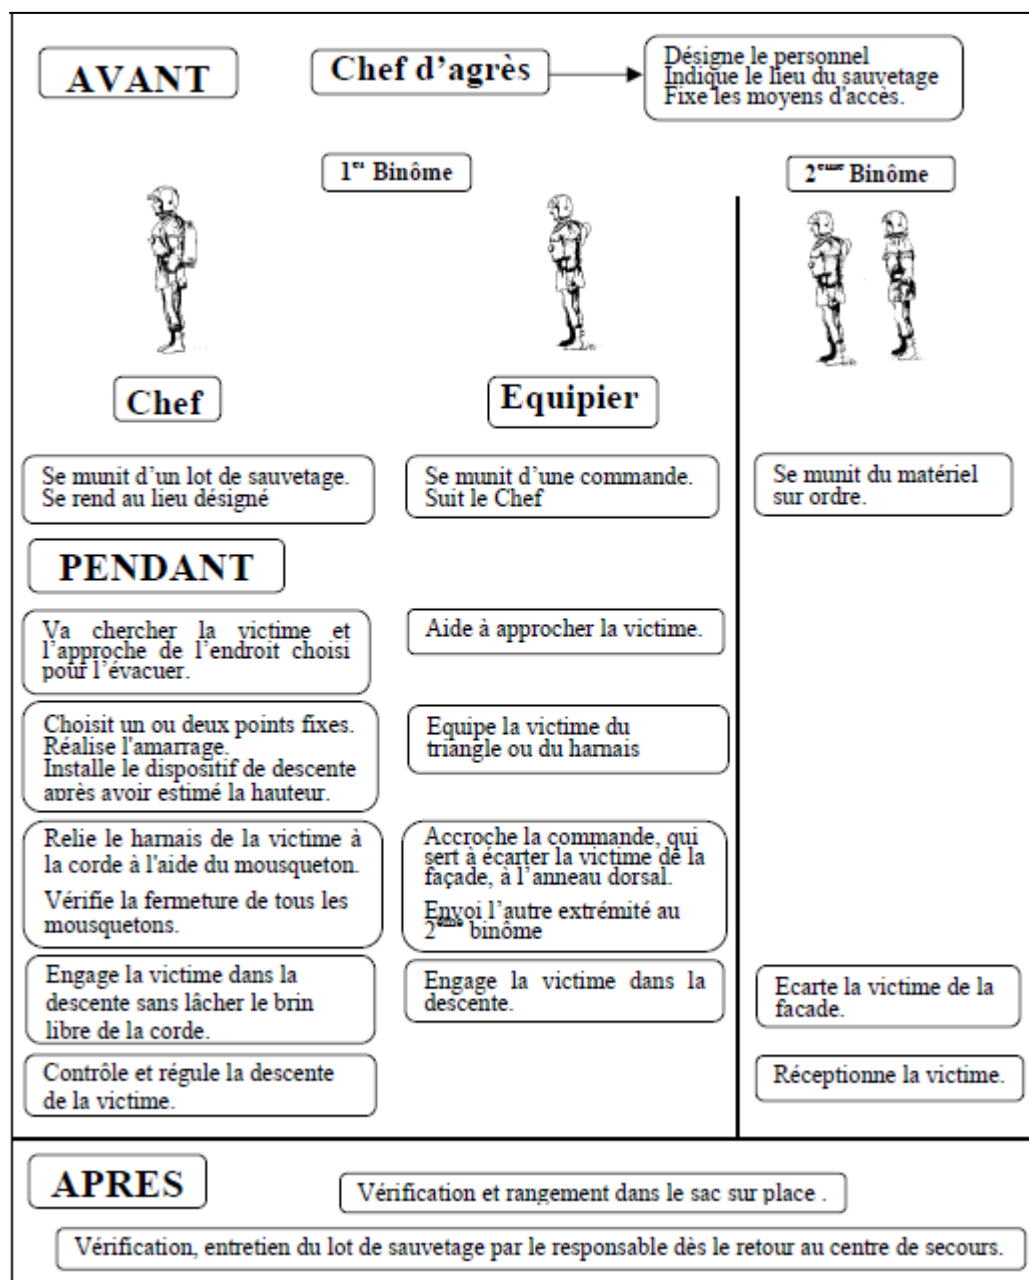 AVANT
Chef d’agrès
Désigne le personnel
Indique le lieu du sauvetage
Fixe les moyens d'accès.
1er Binôme
2ème Binôme
Chef
Equipier
Se munit d’un lot de sauvetage.
Se rend au lieu désigné
Se munit d’une commande.
Suit le Chef
Se munit du matériel
sur ordre.
PENDANT
Va chercher la victime et
l’approche de l’endroit choisi
pour l’évacuer.
Aide à approcher la victime.
Choisit un ou deux points fixes.
Réalise l'amarrage.
Installe le dispositif de descente
après avoir estimé la hauteur.
Equipe la victime du
triangle ou du harnais
Relie le harnais de la victime à
la corde à l'aide du mousqueton.
Vérifie la fermeture de tous les
mousquetons.
Accroche la commande, qui
sert à écarter la victime de la
façade, à l’anneau dorsal.
Envoi l’autre extrémité au
2ème binôme
Engage la victime dans la
descente sans lâcher le brin
libre de la corde.
Engage la victime dans la
descente.
Ecarte la victime de la
facade.
Contrôle et régule la descente
de la victime.
Réceptionne la victime.
APRES
Vérification et rangement dans le sac sur place .
Vérification, entretien du lot de sauvetage par le responsable dès le retour au centre de secours.